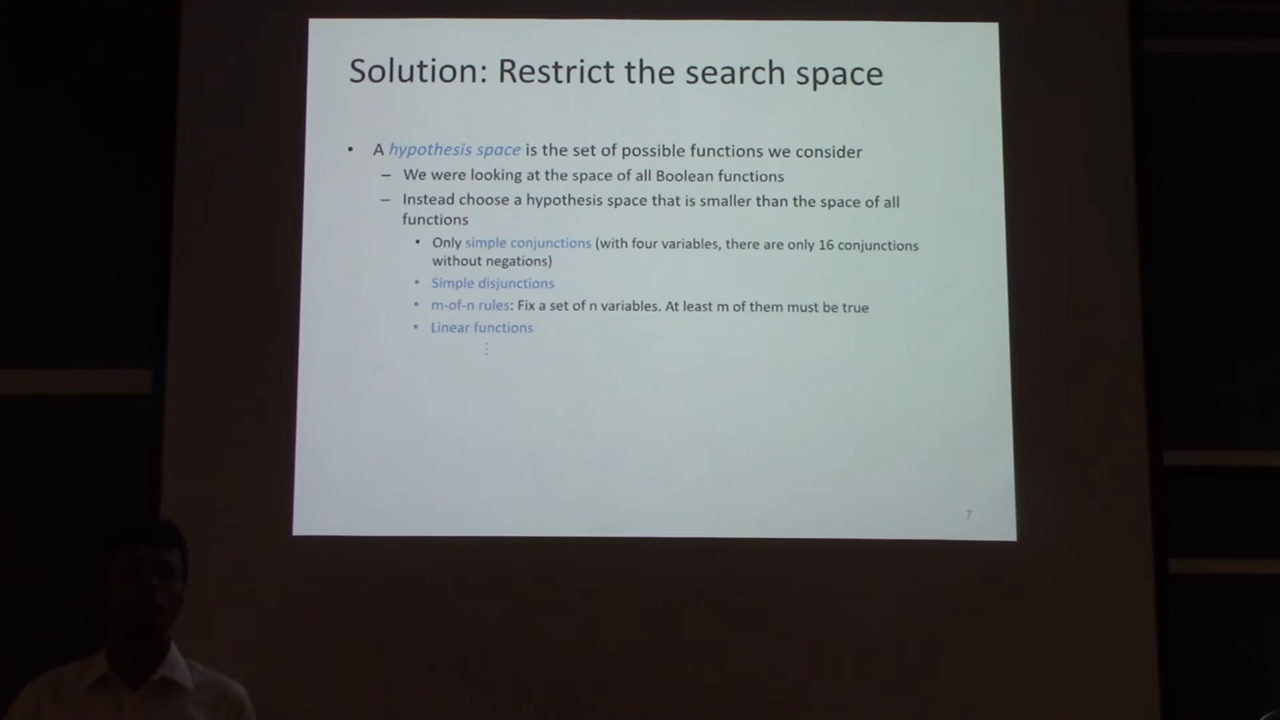 Solution: Restrict the search space
• A hypothesis space is the set of possible functions we consider
– We were looking at the space of all Boolean functions
– Instead choose a hypothesis space that is smaller than the space of all
functions
• Only simple conjunctions (with four variables, there are only 16 conjunctions
without negations)
• Simple disjunctions
• m-of-n rules: Fix a set of n variables. At least m of them must be true
• Linear functions
⋮
7